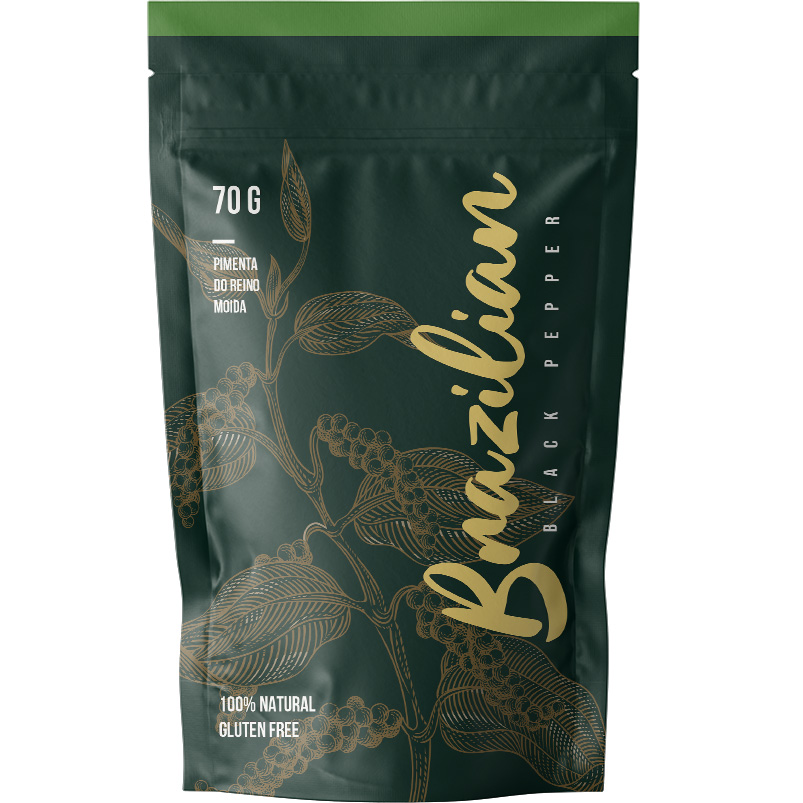 70 G
PIMENTA
DO REINO
MOIDA
Brazilian
BLACK PEPPER
100% NATURAL
GLUTEN FREE